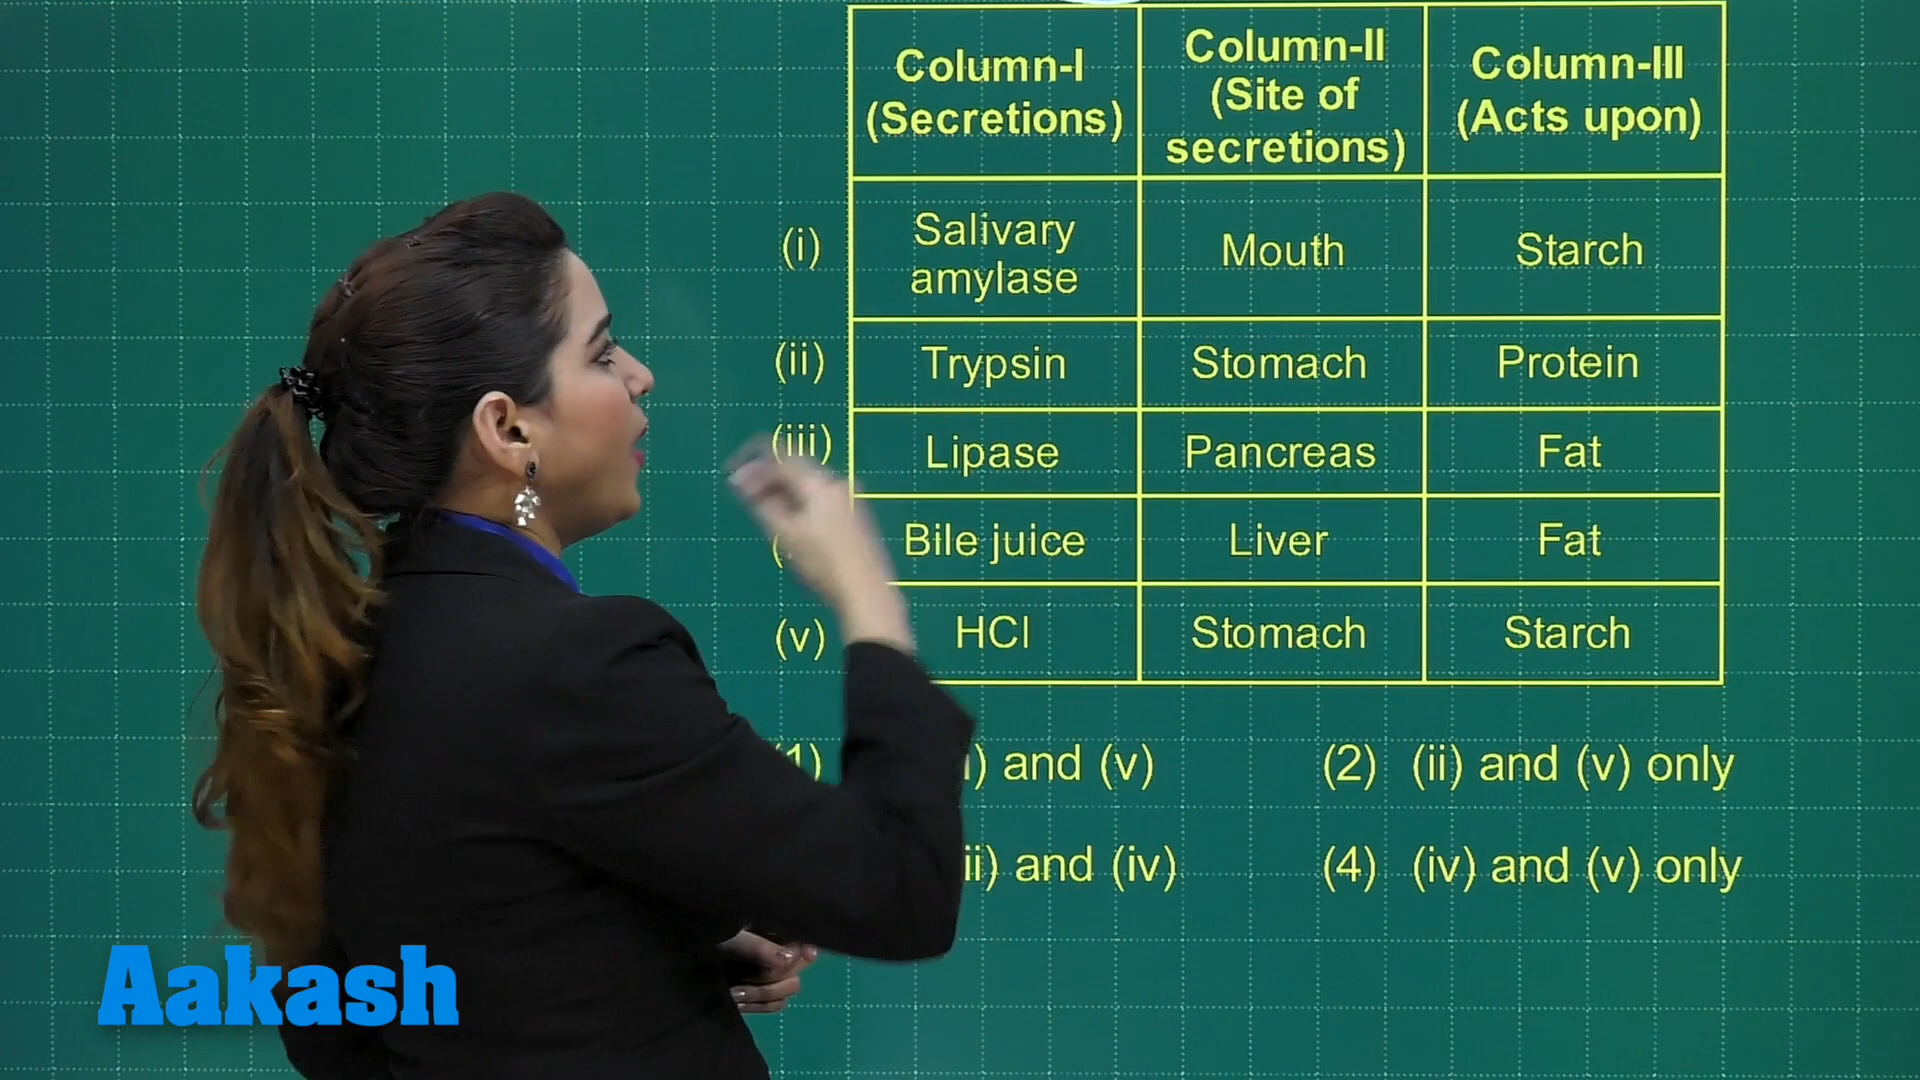 Column-I
(Secretions)
Column-II
(Site of
secretions)
Column-III
(Acts upon)
(i)
Salivary
amylase
Mouth
Starch
(ii)
Trypsin
Stomach
Protein
(iii)
Lipase
Pancreas
Fat
Bile juice
Liver
Fat
(v)
HCl
Stomach
Starch
and (v)
(2) (ii) and (v) only
and (iv)
(4) (iv) and (v) only
Aakash